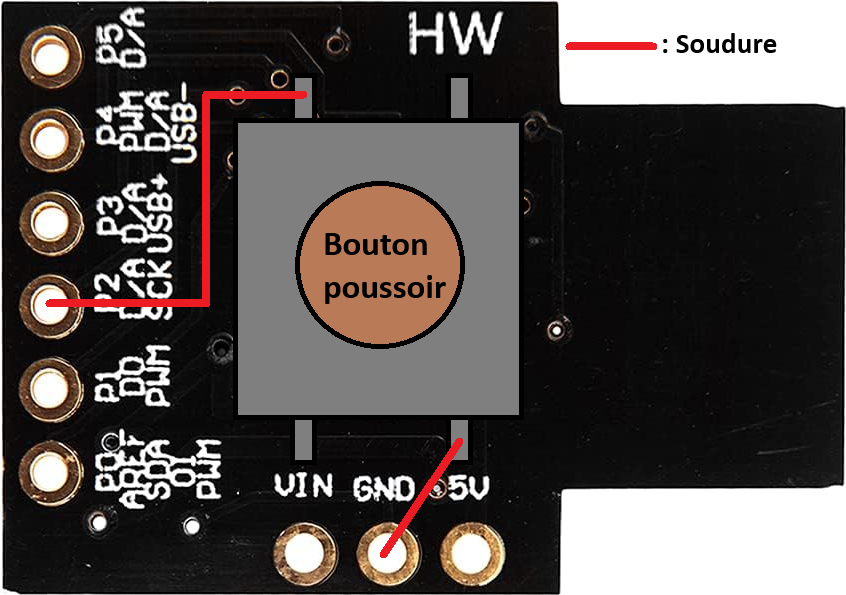 HW
: Soudure
P5
D/A
P4
PWM
D/A
USB-
P3
D/A
USB+
P2
D/A
SCK
P1
DO
PWM
P0
AREF
SDA
OI
PWM
Bouton
poussoir
VIN GND 5V